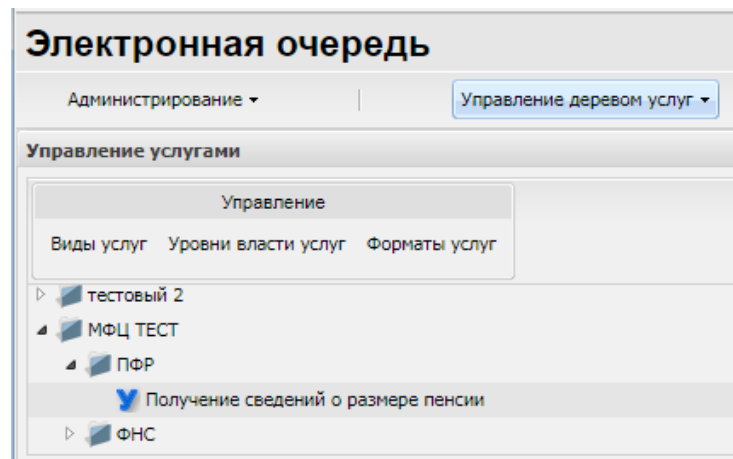 Электронная очередь
Администрирование Управление деревом услуг
Управление услугами
Управление
Виды услуг Уровни власти услуг Форматы услуг
тестовый 2
МФЦ ТЕСТ
ПФР
У Получение сведений о размере пенсии
ФНС